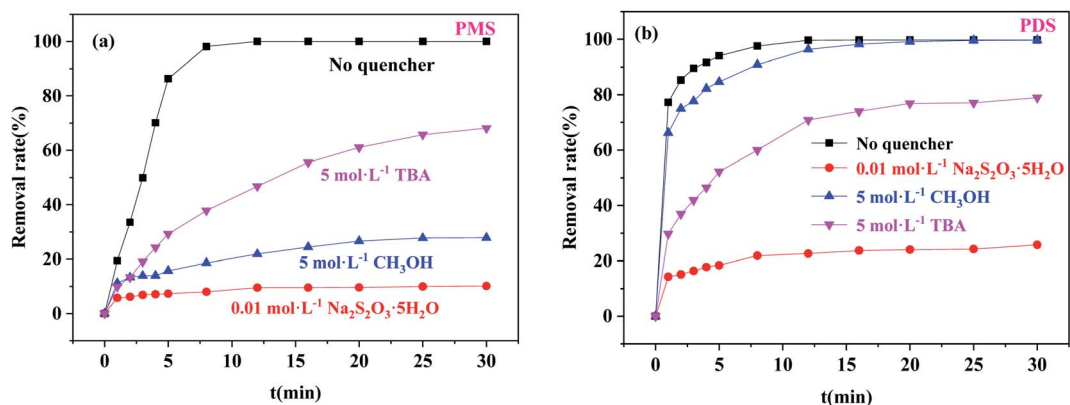 (a)
PMS
No quencher
5 mol·L⁻¹ TBA
5 mol·L⁻¹ CH₃OH
0.01 mol·L⁻¹ Na₂S₂O₃·5H₂O
Removal rate(%)
100
80
60
40
20
0
0 5 10 15 20 25 30
t(min)
(b)
PDS
No quencher
0.01 mol·L⁻¹ Na₂S₂O₃·5H₂O
5 mol·L⁻¹ CH₃OH
5 mol·L⁻¹ TBA
Removal rate(%)
100
80
60
40
20
0
0 5 10 15 20 25 30
t(min)